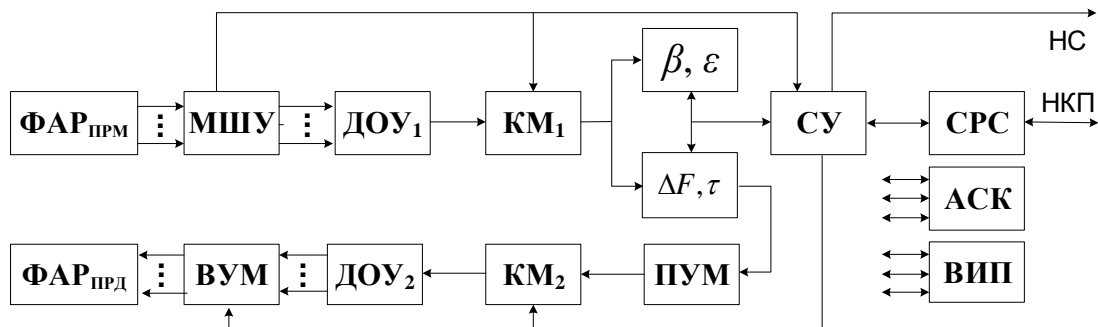 НС
β, ε
НКП
ФАРПРМ
МШУ
ДОУ1
КМ1
СУ
СРС
ΔF, τ
АСК
ФАРПРД
ВУМ
ДОУ2
КМ2
ПУМ
ВИП